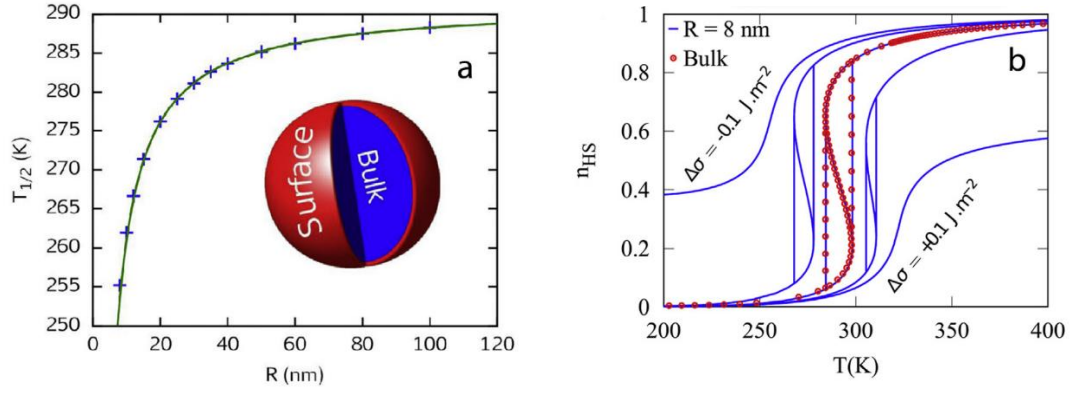 295
290
285
280
275
270
265
260
255
250
T1/2 (K)
0
20
40
60
80
100
120
R (nm)
a
Surface
Bulk
1
0.8
0.6
0.4
0.2
0
nHS
200
250
300
350
400
T(K)
R = 8 nm
Bulk
b
Δσ = -0.1 J.m-2
Δσ = +0.1 J.m-2